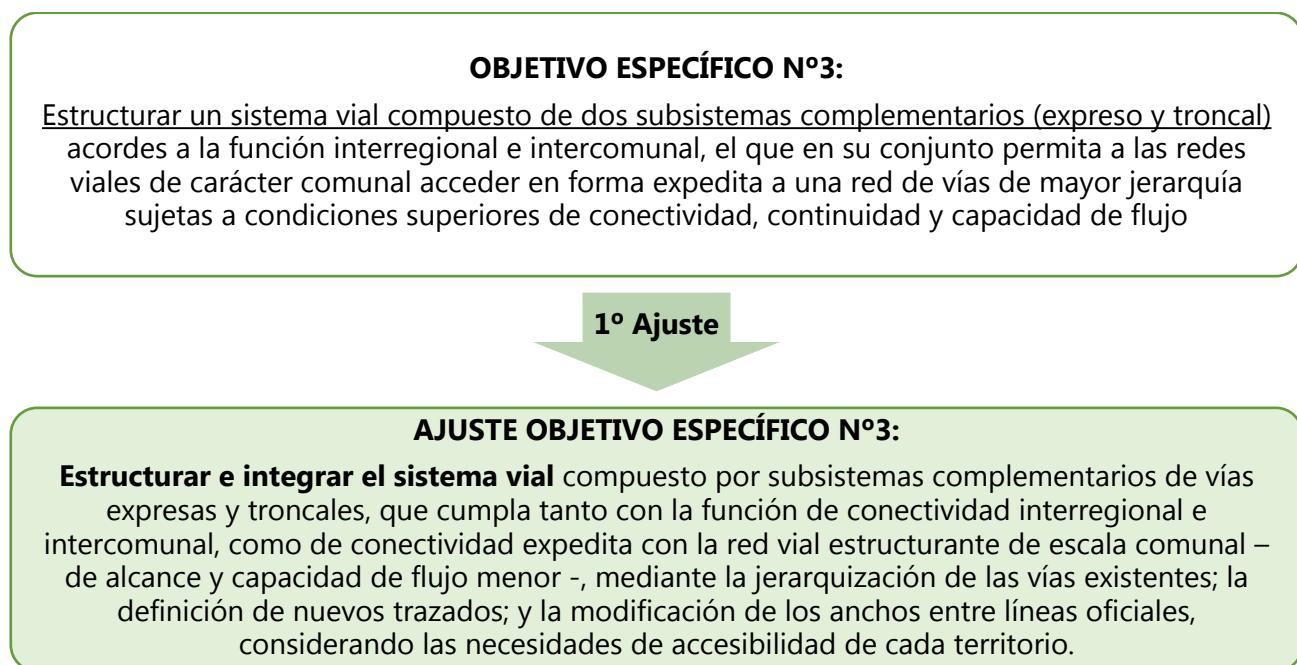 OBJETIVO ESPECÍFICO Nº3:
Estructurar un sistema vial compuesto de dos subsistemas complementarios (expreso y troncal)
acordes a la función interregional e intercomunal, el que en su conjunto permita a las redes
viales de carácter comunal acceder en forma expedita a una red de vías de mayor jerarquía
sujetas a condiciones superiores de conectividad, continuidad y capacidad de flujo
1º Ajuste
AJUSTE OBJETIVO ESPECÍFICO Nº3:
Estructurar e integrar el sistema vial compuesto por subsistemas complementarios de vías
expresas y troncales, que cumpla tanto con la función de conectividad interregional e
intercomunal, como de conectividad expedita con la red vial estructurante de escala comunal –
de alcance y capacidad de flujo menor -, mediante la jerarquización de las vías existentes; la
definición de nuevos trazados; y la modificación de los anchos entre líneas oficiales,
considerando las necesidades de accesibilidad de cada territorio.